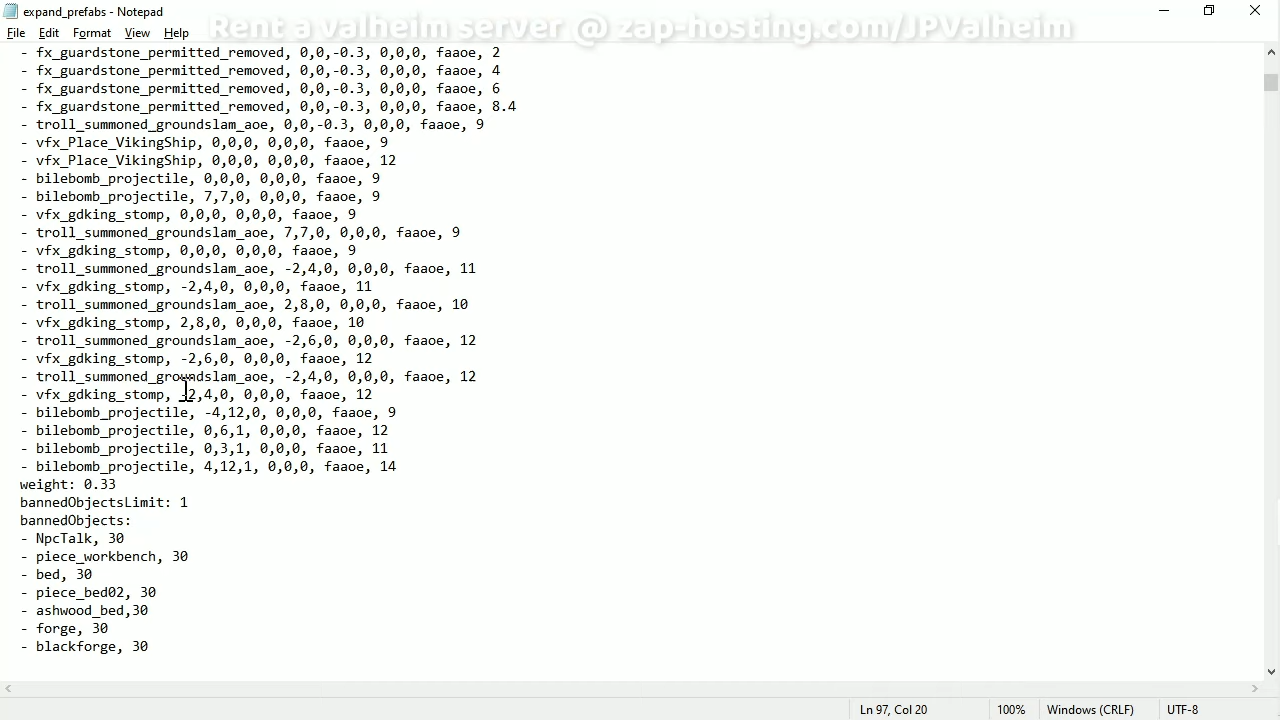 expand_prefabs - Notepad
Rent a valheim server @ zap-hosting.com/JPValheim
File Edit Format View Help
- fx_guardstone_permitted_removed, 0,0,-0.3, 0,0,0, faaoe, 2
- fx_guardstone_permitted_removed, 0,0,-0.3, 0,0,0, faaoe, 4
- fx_guardstone_permitted_removed, 0,0,-0.3, 0,0,0, faaoe, 6
- fx_guardstone_permitted_removed, 0,0,-0.3, 0,0,0, faaoe, 8.4
- troll_summoned_groundslam_aoe, 0,0,-0.3, 0,0,0, faaoe, 9
- vfx_Place_VikingShip, 0,0,0, 0,0,0, faaoe, 9
- vfx_Place_VikingShip, 0,0,0, 0,0,0, faaoe, 12
- bilebomb_projectile, 0,0,0, 0,0,0, faaoe, 9
- bilebomb_projectile, 7,7,0, 0,0,0, faaoe, 9
- vfx_gdking_stomp, 0,0,0, 0,0,0, faaoe, 9
- troll_summoned_groundslam_aoe, 7,7,0, 0,0,0, faaoe, 9
- vfx_gdking_stomp, 0,0,0, 0,0,0, faaoe, 9
- troll_summoned_groundslam_aoe, -2,4,0, 0,0,0, faaoe, 11
- vfx_gdking_stomp, -2,4,0, 0,0,0, faaoe, 11
- troll_summoned_groundslam_aoe, 2,8,0, 0,0,0, faaoe, 10
- vfx_gdking_stomp, 2,8,0, 0,0,0, faaoe, 10
- troll_summoned_groundslam_aoe, -2,6,0, 0,0,0, faaoe, 12
- vfx_gdking_stomp, -2,6,0, 0,0,0, faaoe, 12
- troll_summoned_groundslam_aoe, -2,4,0, 0,0,0, faaoe, 12
- vfx_gdking_stomp, -2,4,0, 0,0,0, faaoe, 12
- bilebomb_projectile, -4,12,0, 0,0,0, faaoe, 9
- bilebomb_projectile, 0,6,1, 0,0,0, faaoe, 12
- bilebomb_projectile, 0,3,1, 0,0,0, faaoe, 11
- bilebomb_projectile, 4,12,1, 0,0,0, faaoe, 14
weight: 0.33
bannedObjectsLimit: 1
bannedObjects:
- NpcTalk, 30
- piece_workbench, 30
- bed, 30
- piece_bed02, 30
- ashwood_bed,30
- forge, 30
- blackforge, 30
Ln 97, Col 20 100% Windows (CRLF) UTF-8